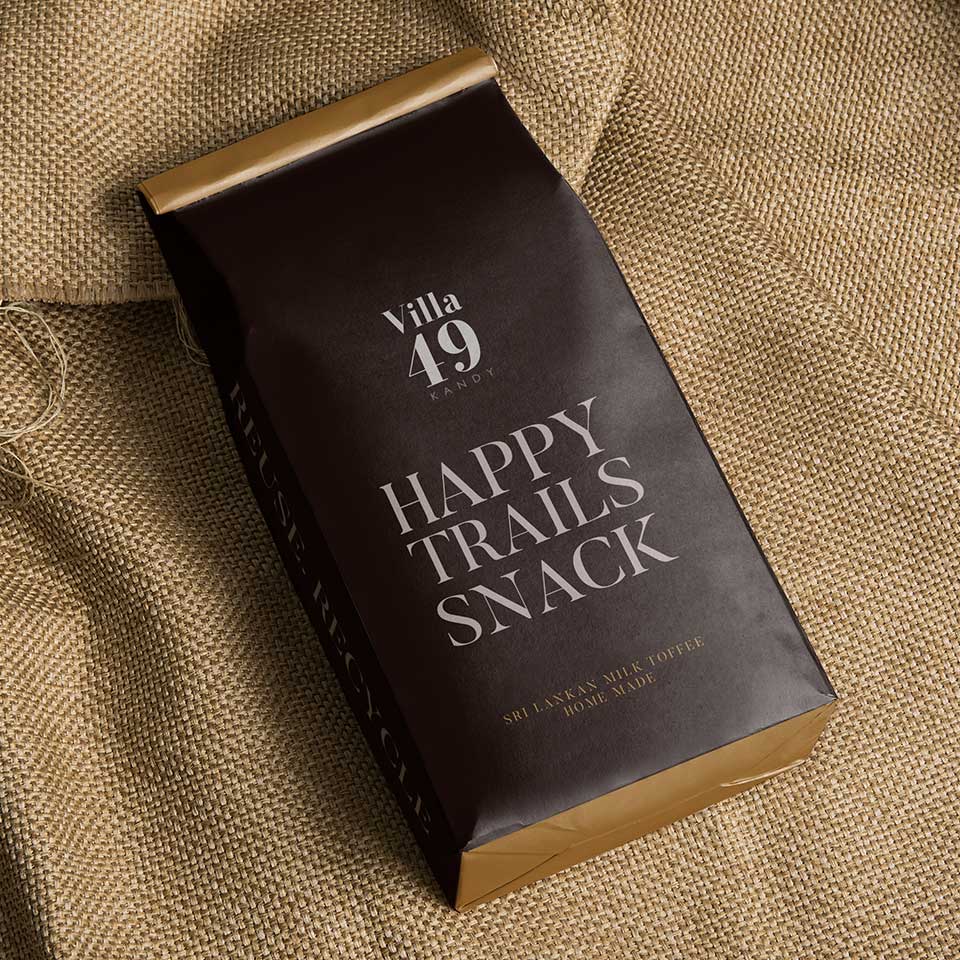 Villa
49
KANDY
HAPPY
TRAILS
SNACK
SRI LANKAN MILK TOFFEE
HOME MADE
REUSE. RECYCLE